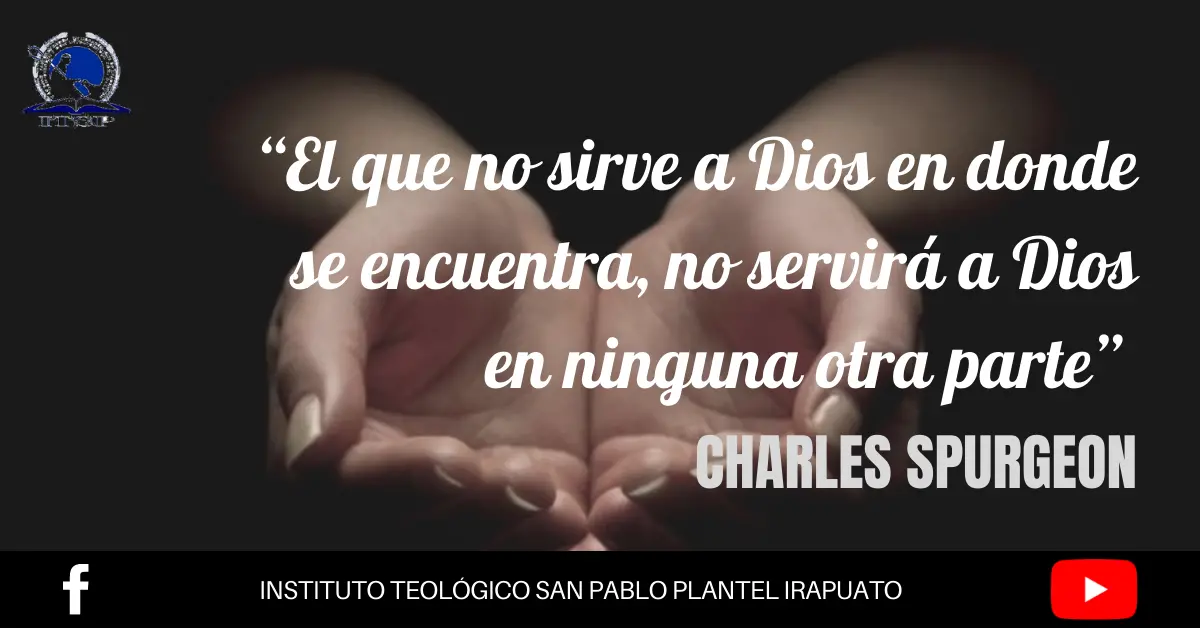 ITSP
“El que no sirve a Dios en donde
se encuentra, no servirá a Dios
en ninguna otra parte”
CHARLES SPURGEON
INSTITUTO TEOLÓGICO SAN PABLO PLANTEL IRAPUATO